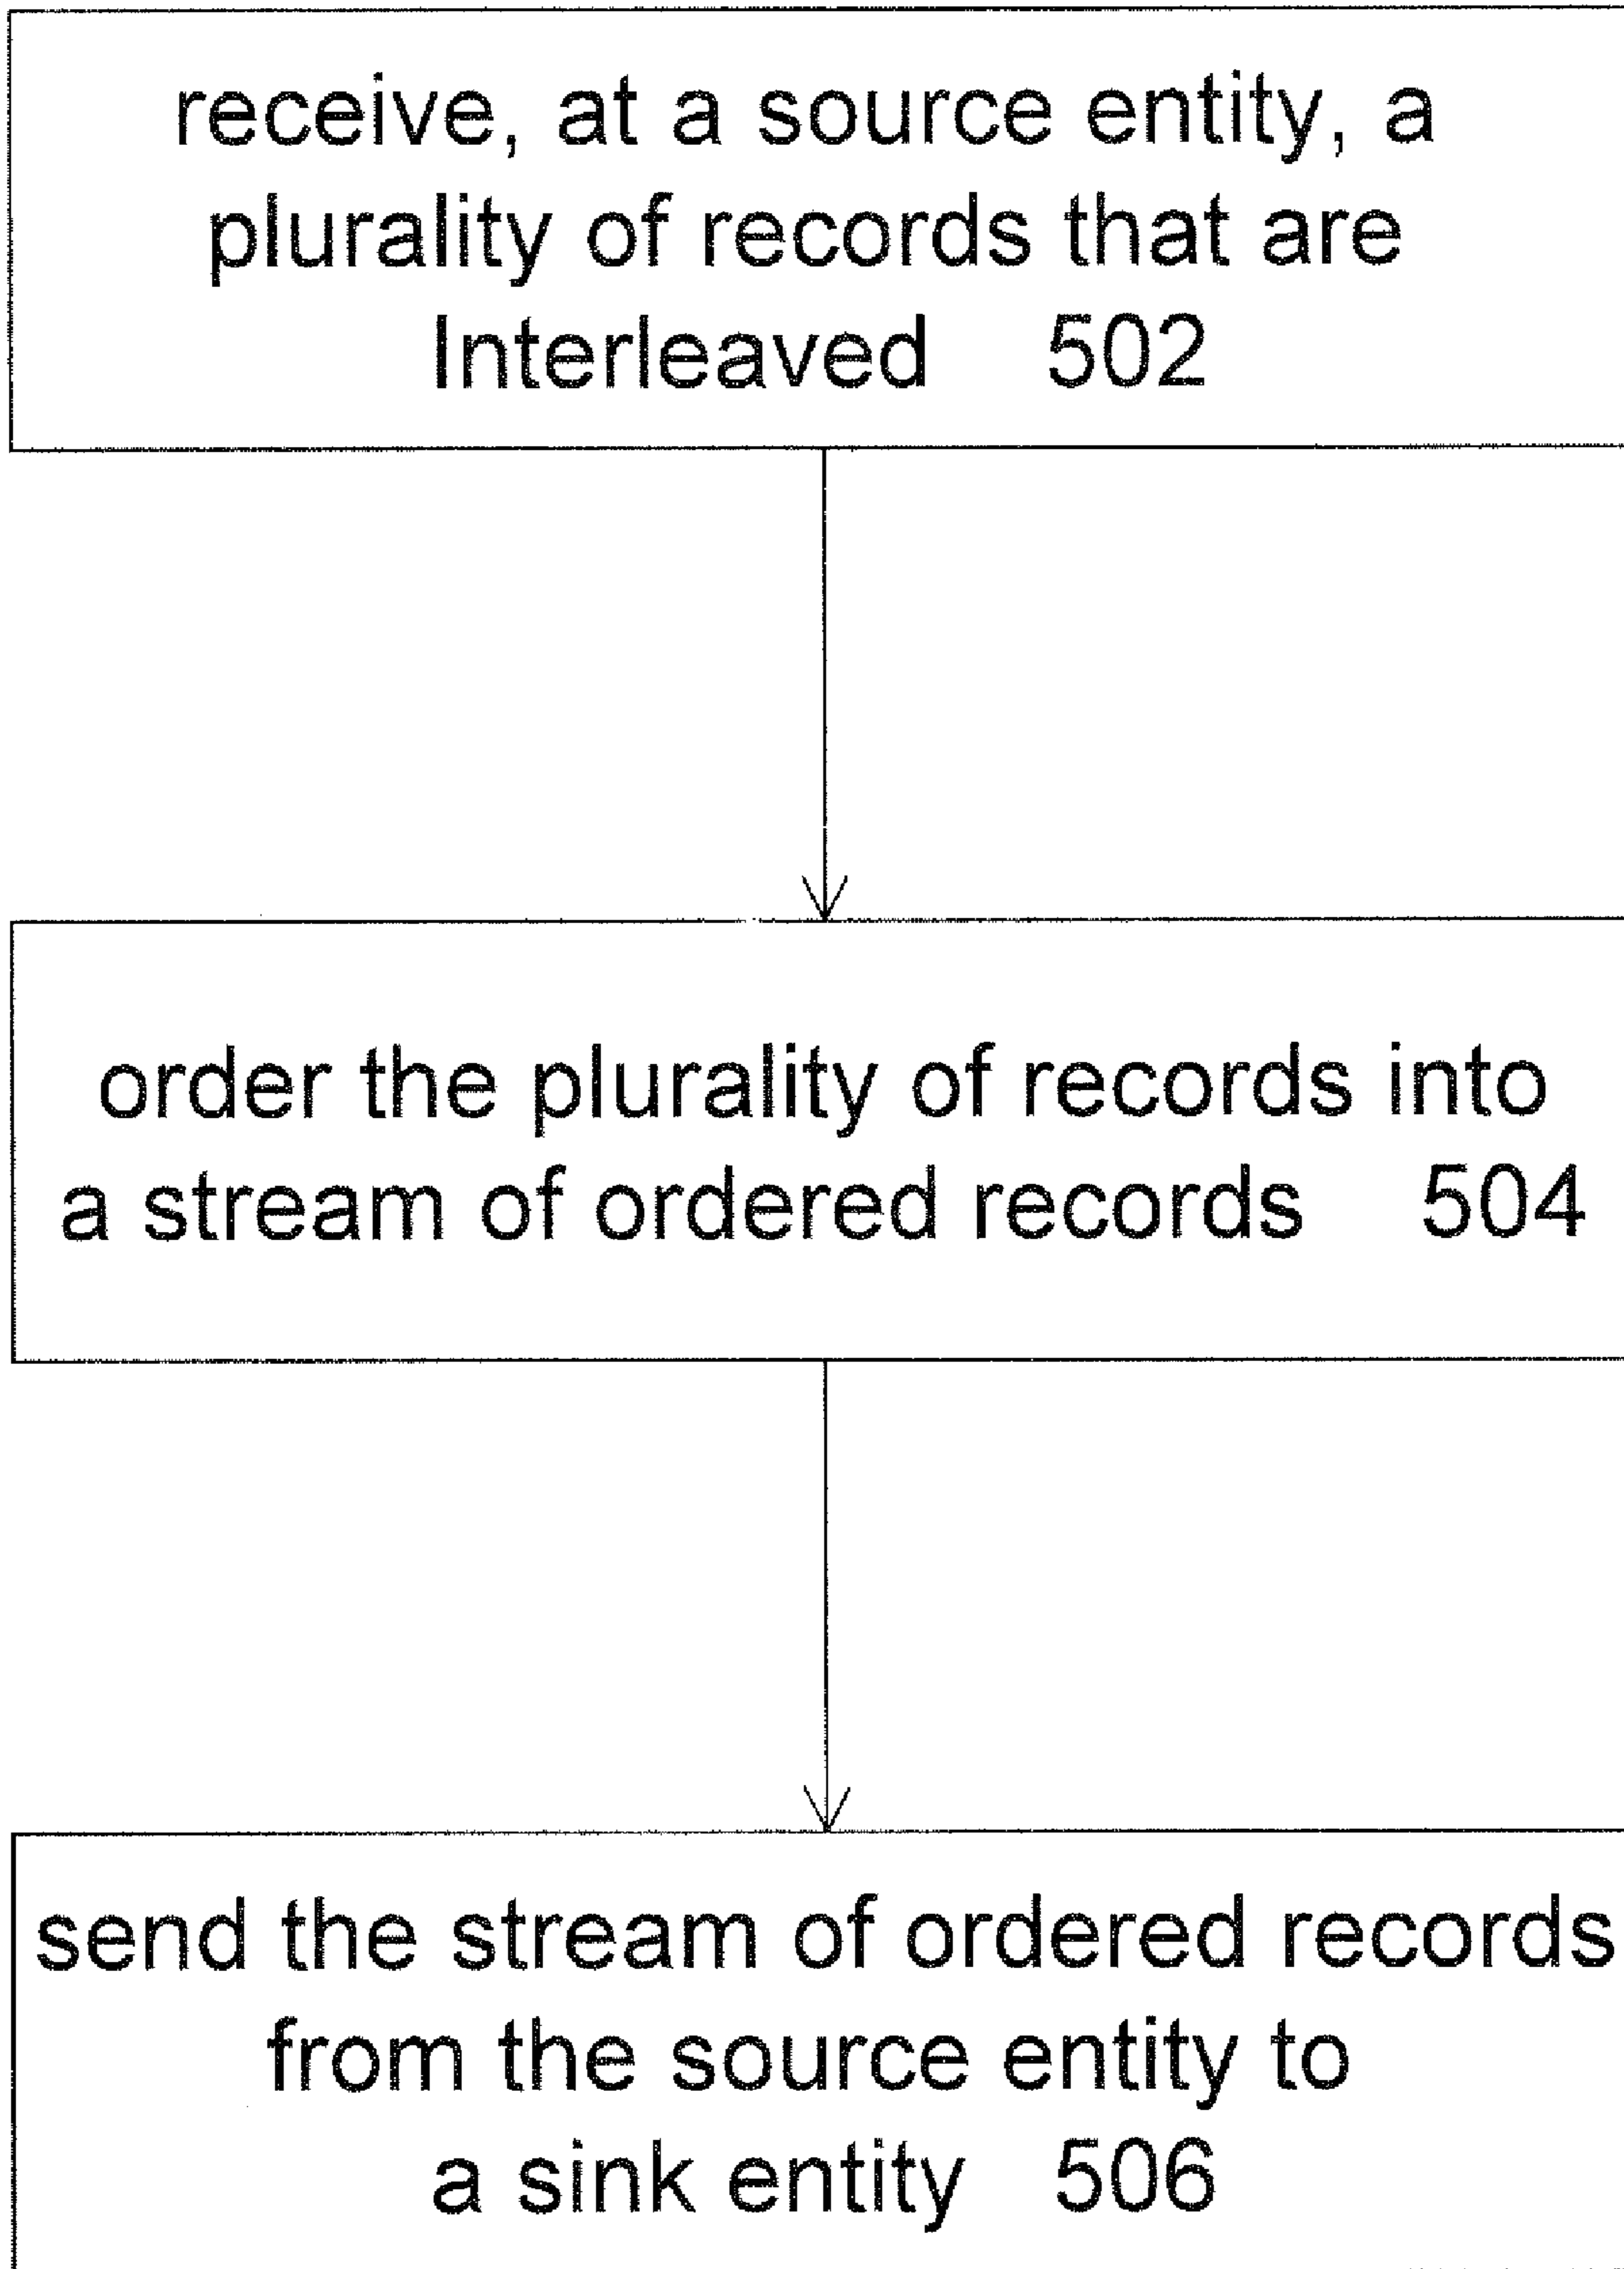 receive, at a source entity, a
plurality of records that are
Interleaved 502
order the plurality of records into
a stream of ordered records 504
send the stream of ordered records
from the source entity to
a sink entity 506